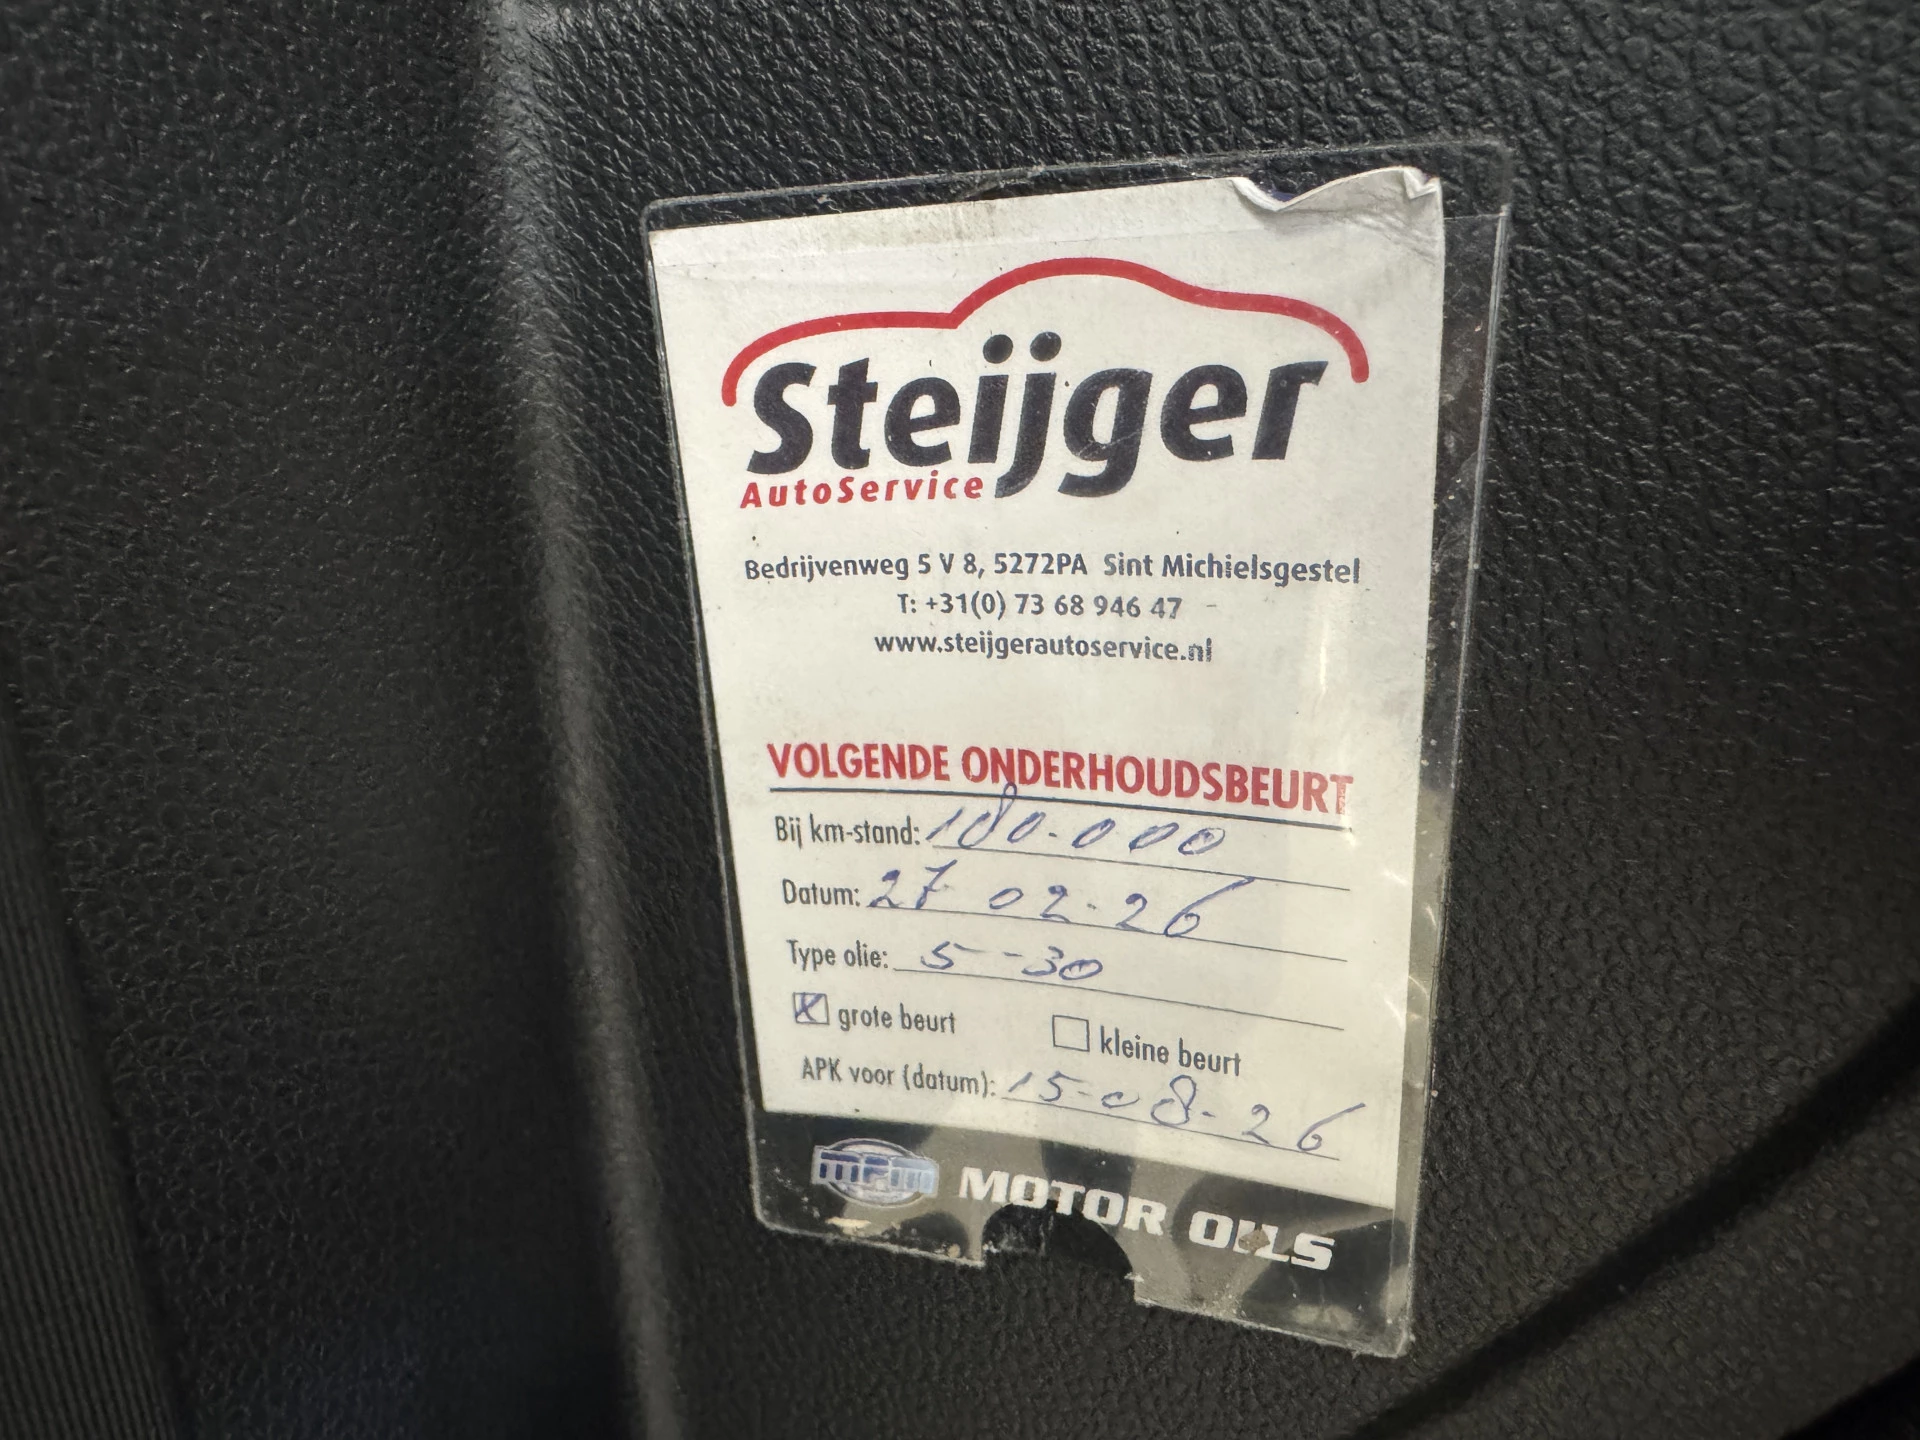 Steijger
AutoService
Bedrijvenweg 5 V 8, 5272PA Sint Michielsgestel
T: +31(0) 73 68 946 47
www.steijgerautoservice.nl
VOLGENDE ONDERHOUDSBEURT
Bij km-stand: 180.000
Datum: 27 02-26
Type olie: 5-30
grote beurt kleine beurt
APK voor (datum): 15-08-26
mpm MOTOR OILS